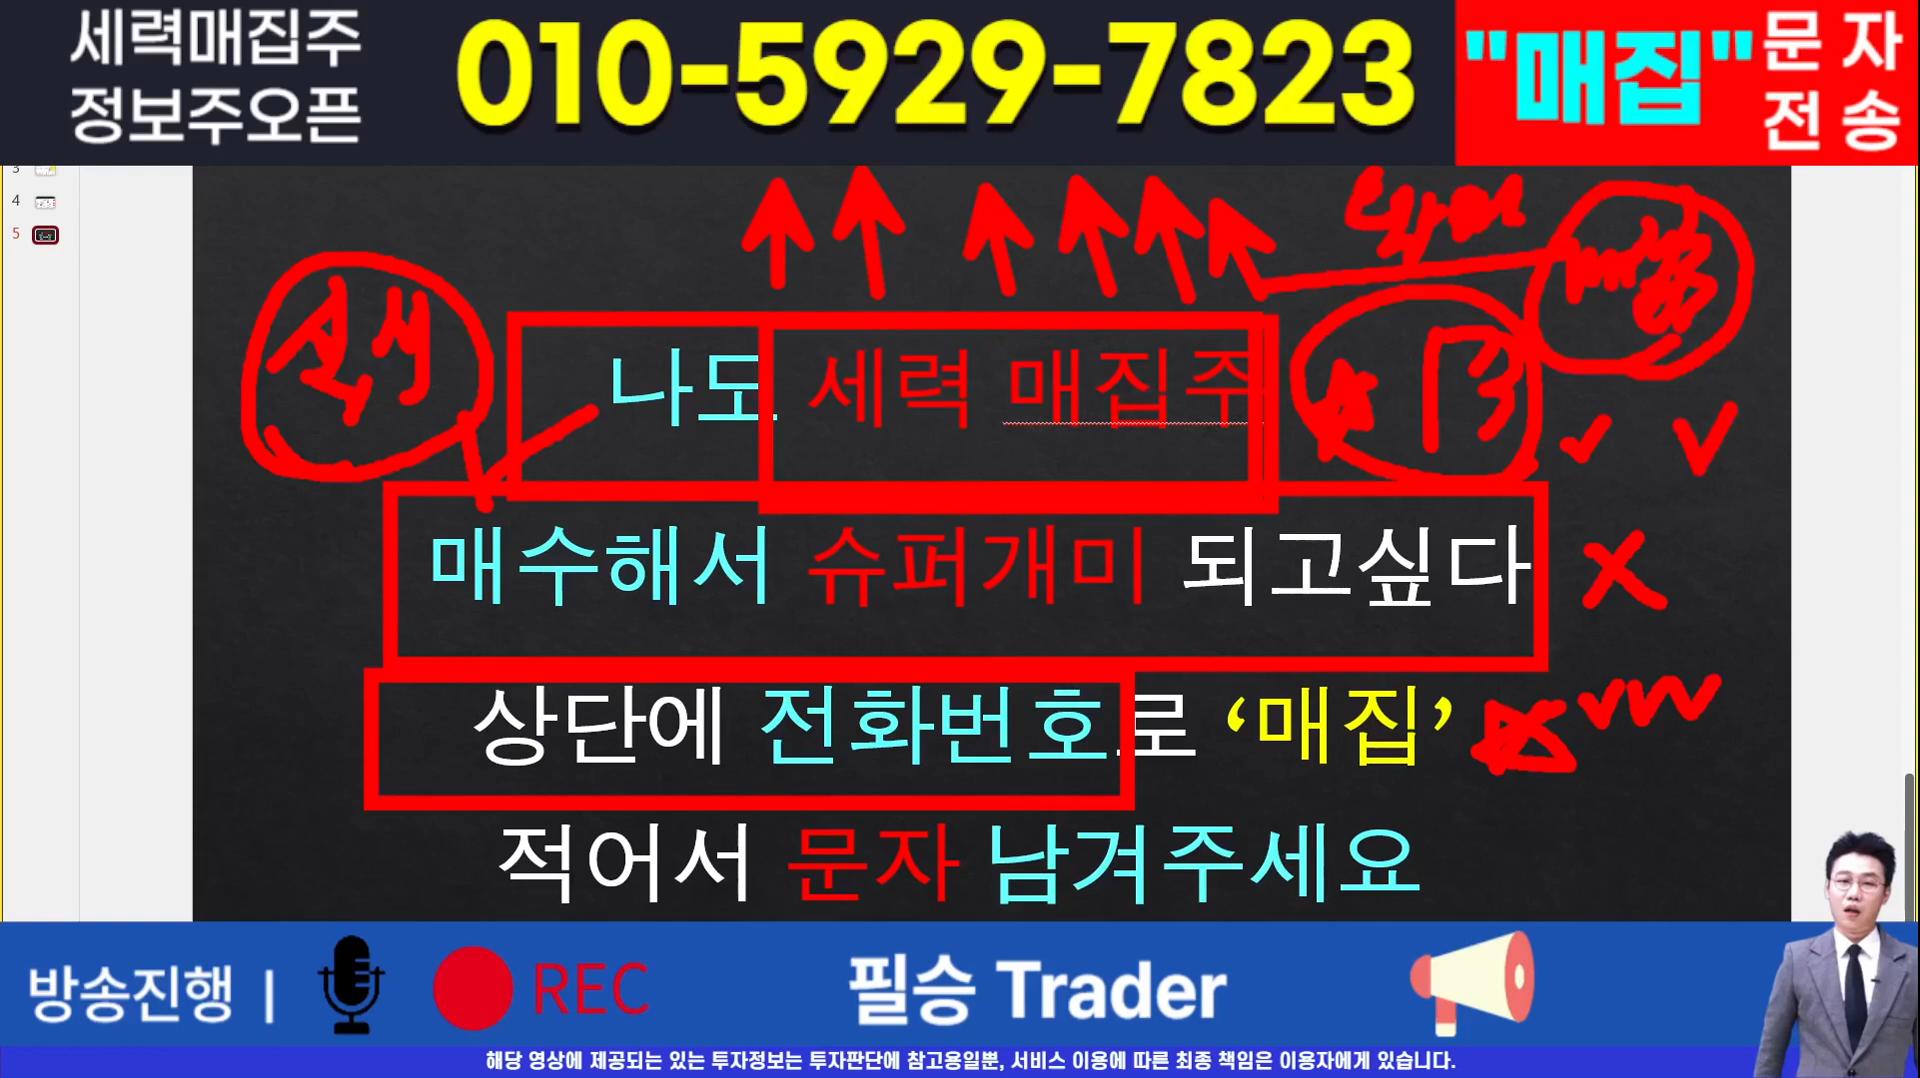 세력매집주
정보주오픈
010-5929-7823
"매집"
문자
전송
3
4
5
나도 세력 매집주
매수해서 슈퍼개미 되고싶다
상단에 전화번호로 ‘매집’
적어서 문자 남겨주세요
방송진행 |
REC
필승 Trader
해당 영상에 제공되는 있는 투자정보는 투자판단에 참고용일뿐, 서비스 이용에 따른 최종 책임은 이용자에게 있습니다.